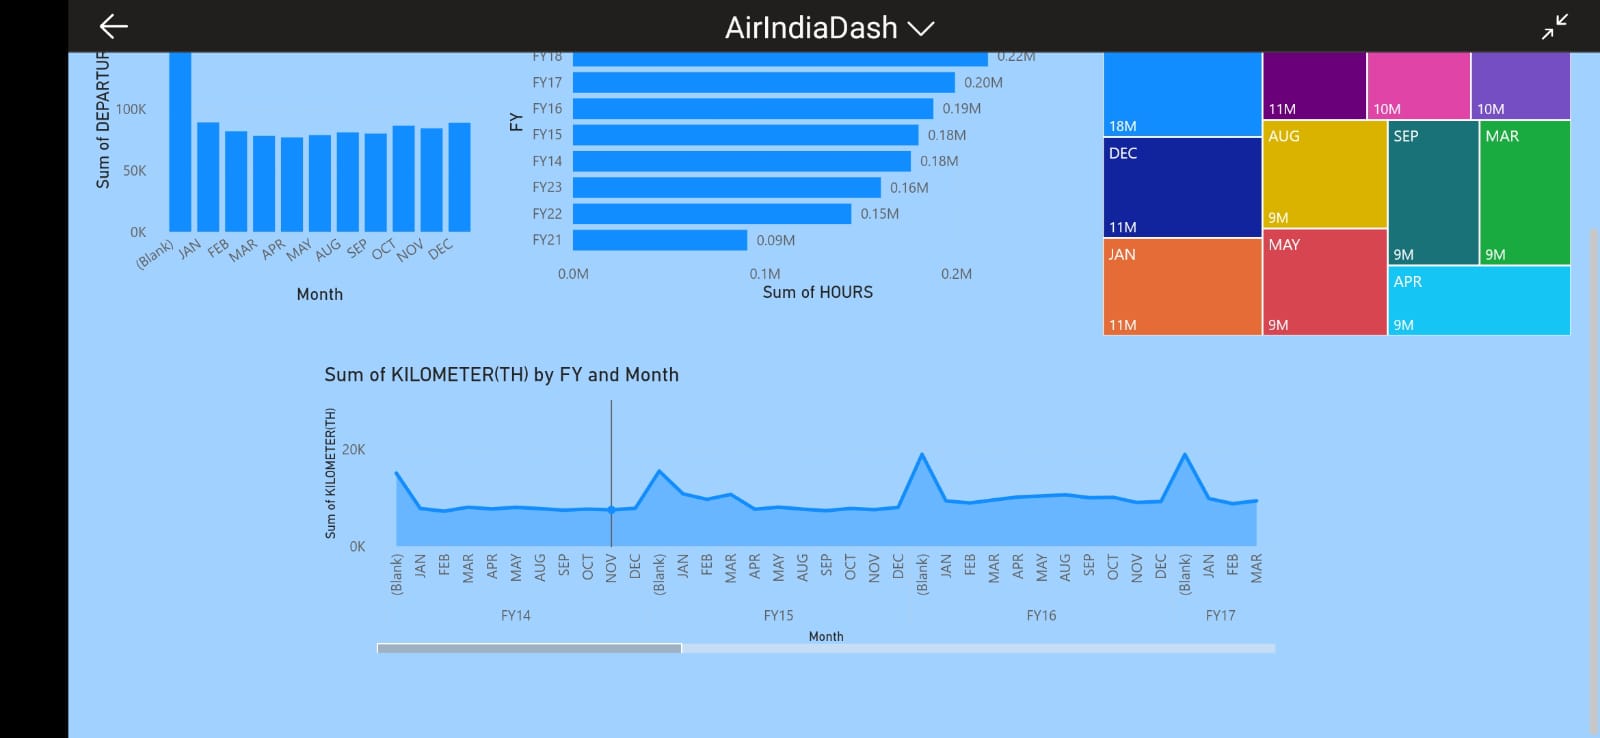 AirIndiaDash
Sum of DEPARTUR
100K
50K
0K
(Blank) JAN FEB MAR APR MAY AUG SEP OCT NOV DEC
Month
FY
FY18 0.22M
FY17 0.20M
FY16 0.19M
FY15 0.18M
FY14 0.18M
FY23 0.16M
FY22 0.15M
FY21 0.09M
0.0M 0.1M 0.2M
Sum of HOURS
18M
11M
10M
10M
DEC
11M
AUG
9M
SEP
9M
MAR
9M
JAN
11M
MAY
9M
APR
9M
Sum of KILOMETER(TH) by FY and Month
Sum of KILOMETER(TH)
20K
0K
(Blank) JAN FEB MAR APR MAY AUG SEP OCT NOV DEC (Blank) JAN FEB MAR APR MAY AUG SEP OCT NOV DEC (Blank) JAN FEB MAR APR MAY AUG SEP OCT NOV DEC (Blank) JAN FEB MAR
FY14 FY15 FY16 FY17
Month